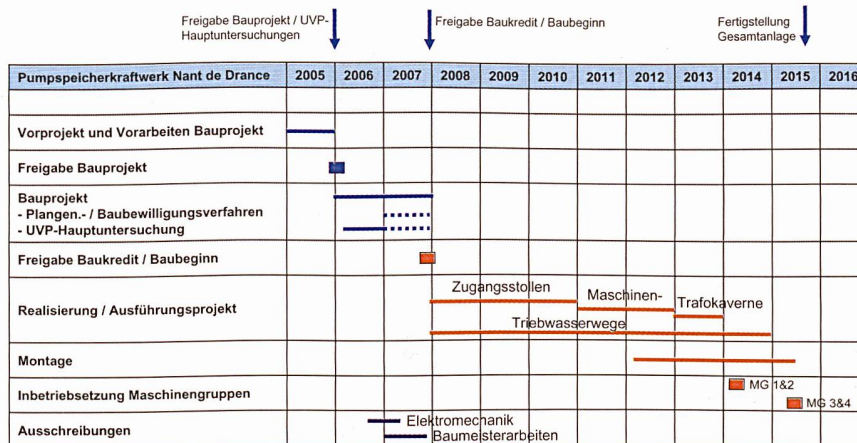 Freigabe Bauprojekt / UVP-
Hauptuntersuchungen
Freigabe Baukredit / Baubeginn
Fertigstellung
Gesamtanlage
Pumpspeicherkraftwerk Nant de Drance 2005 2006 2007 2008 2009 2010 2011 2012 2013 2014 2015 2016
Vorprojekt und Vorarbeiten Bauprojekt
Freigabe Bauprojekt
Bauprojekt
- Plangen.- / Baubewilligungsverfahren
- UVP-Hauptuntersuchung
Freigabe Baukredit / Baubeginn
Realisierung / Ausführungsprojekt
Zugangsstollen
Maschinen-
Trafokaverne
Triebwasserwege
Montage
Inbetriebsetzung Maschinengruppen
MG 1&2
MG 3&4
Ausschreibungen
Elektromechanik
Baumeisterarbeiten